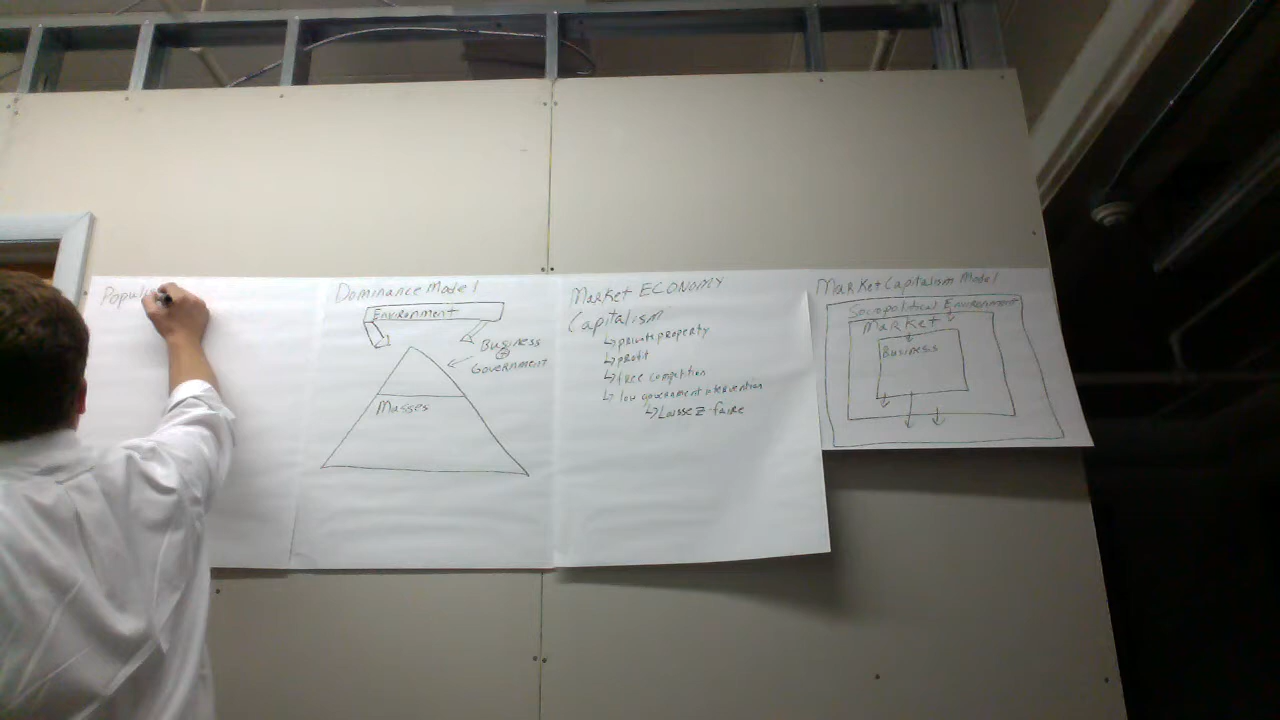 Populis
Dominance Model
Environment
Business
+
Government
Masses
Market Economy
Capitalism
↳ private property
↳ profit
↳ free competition
↳ low government intervention
↳ Laissez faire
Market Capitalism Model
Sociopolitical Environment
Market
Business